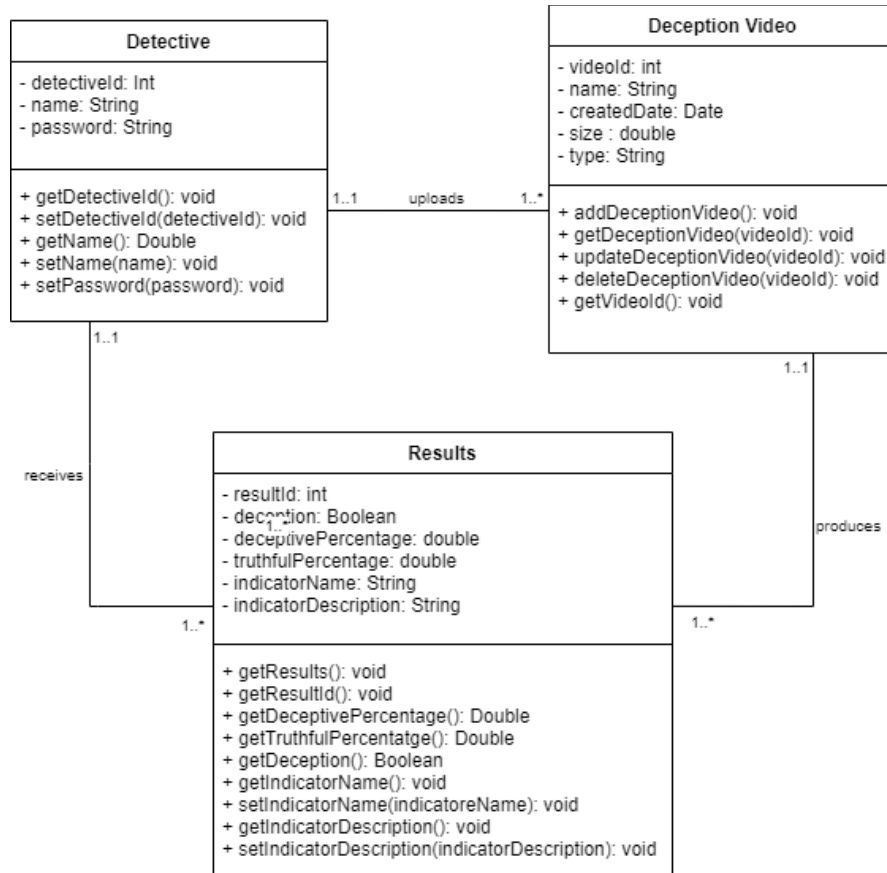 Detective
- detectiveId: Int
- name: String
- password: String
+ getDetectiveId(): void
+ setDetectiveId(detectiveId): void
+ getName(): Double
+ setName(name): void
+ setPassword(password): void
Deception Video
- videoId: int
- name: String
- createdDate: Date
- size : double
- type: String
+ addDeceptionVideo(): void
+ getDeceptionVideo(videoId): void
+ updateDeceptionVideo(videoId): void
+ deleteDeceptionVideo(videoId): void
+ getVideoId(): void
1..1
uploads
1..*
1..1
1..1
receives
produces
1..*
1..*
Results
- resultId: int
- deception: Boolean
1..
- deceptivePercentage: double
- truthfulPercentage: double
- indicatorName: String
- indicatorDescription: String
+ getResults(): void
+ getResultId(): void
+ getDeceptivePercentage(): Double
+ getTruthfulPercentatge(): Double
+ getDeception(): Boolean
+ getIndicatorName(): void
+ setIndicatorName(indicatoreName): void
+ getIndicatorDescription(): void
+ setIndicatorDescription(indicatorDescription): void